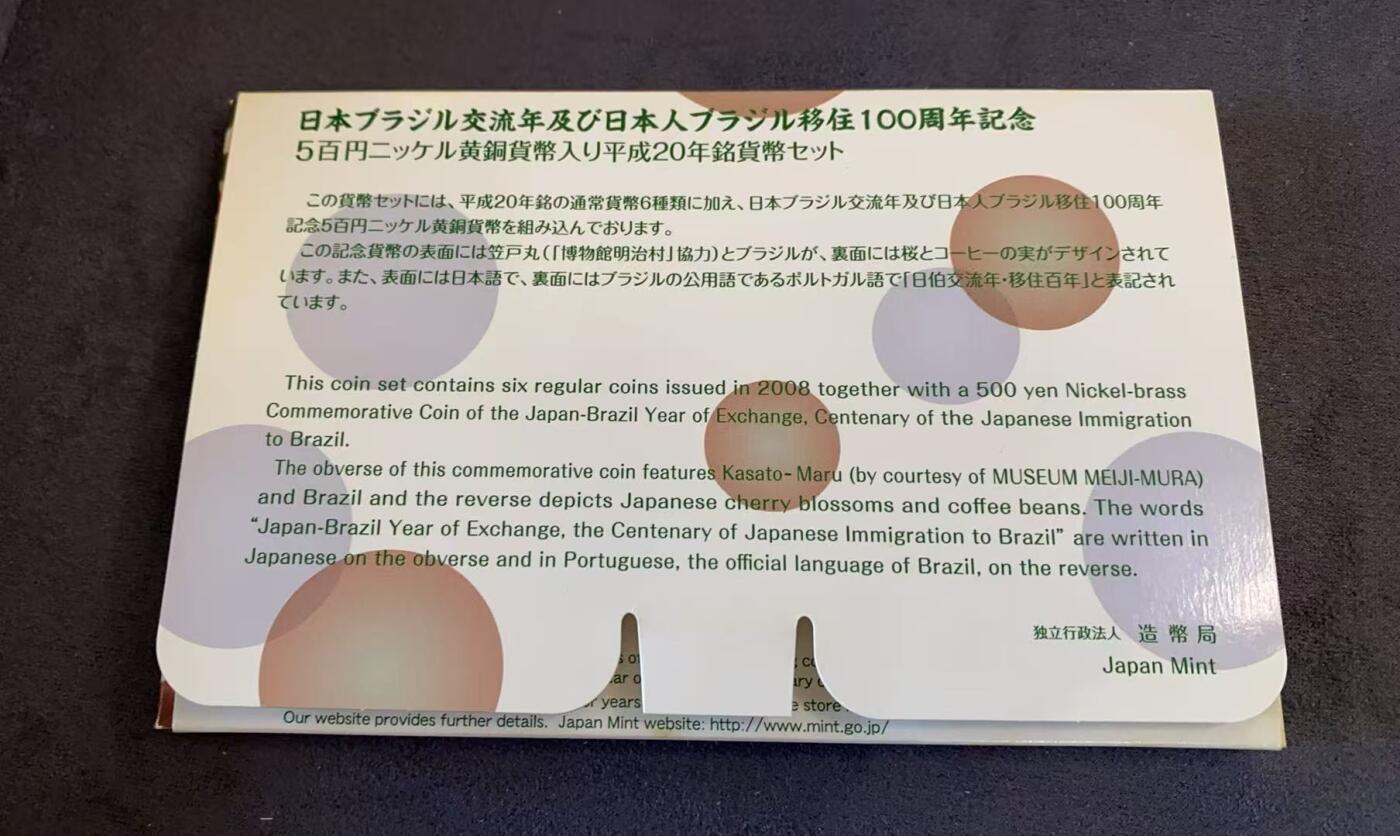 日本ブラジル交流年及び日本人ブラジル移住100周年記念
5百円ニッケル黄銅貨幣入り平成20年銘貨幣セット
この貨幣セットには、平成20年銘の通常貨幣6種類に加え、日本ブラジル交流年及び日本人ブラジル移住100周年
記念5百円ニッケル黄銅貨幣を組み込んでおります。
この記念貨幣の表面には笠戸丸(「博物館明治村」協力)とブラジルが、裏面には桜とコーヒーの実がデザインされて
います。また、表面には日本語で、裏面にはブラジルの公用語であるポルトガル語で「日伯交流年・移住百年」と表記され
ています。
This coin set contains six regular coins issued in 2008 together with a 500 yen Nickel-brass
Commemorative Coin of the Japan-Brazil Year of Exchange, Centenary of the Japanese Immigration
to Brazil.
The obverse of this commemorative coin features Kasato-Maru (by courtesy of MUSEUM MEIJI-MURA)
and Brazil and the reverse depicts Japanese cherry blossoms and coffee beans. The words
“Japan-Brazil Year of Exchange, the Centenary of Japanese Immigration to Brazil” are written in
Japanese on the obverse and in Portuguese, the official language of Brazil, on the reverse.
独立行政法人 造幣局
Japan Mint
years
store
Our website provides further details. Japan Mint website: http://www.mint.go.jp/